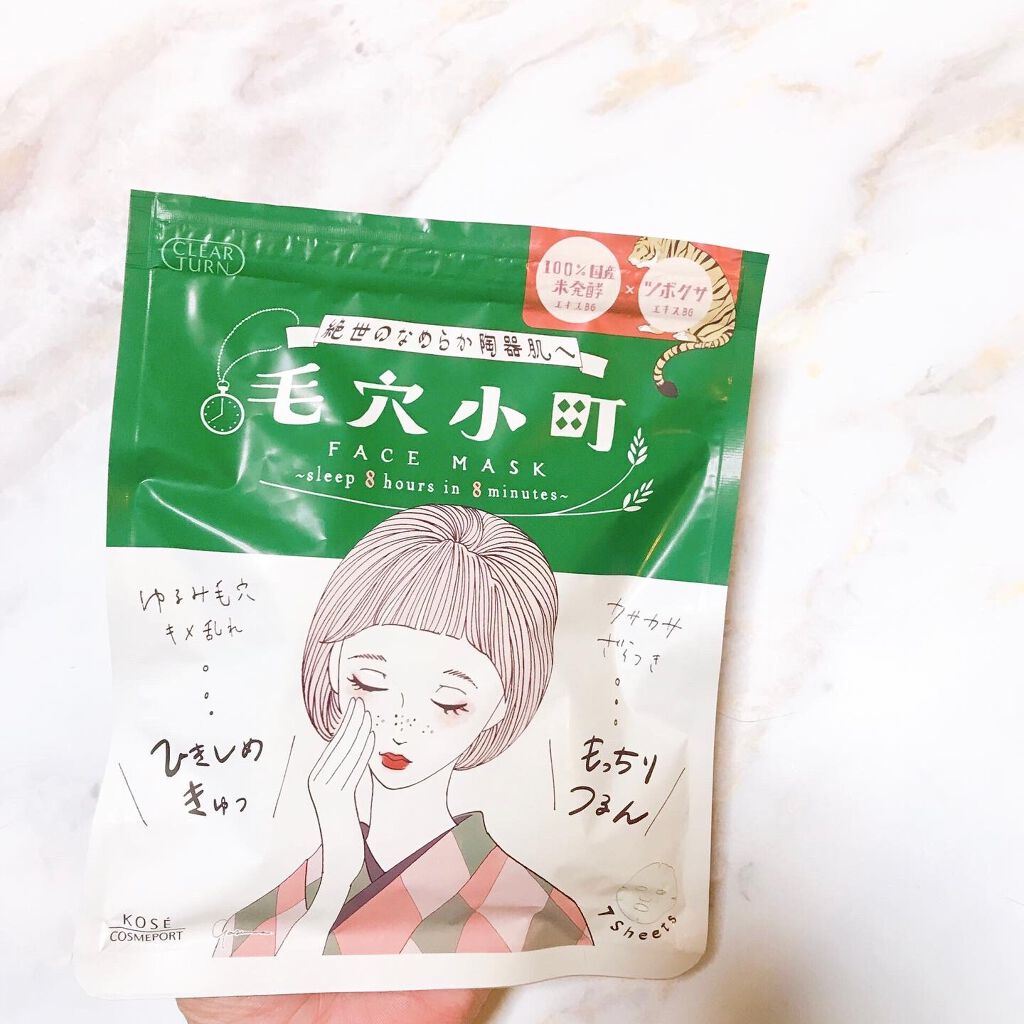 CLEAR
TURN
100%国産
米発酵
エキスBG
×
ツボクサ
エキスBG
絶世のなめらか陶器肌へ
毛穴小町
FACE MASK
~sleep 8 hours in 8 minutes~
ゆるみ毛穴
キメ乱れ
カサカサ
ざらつき
ひきしめ
きゅっ
もっちり
つるん
7 Sheets
KOSÉ
COSMEPORT